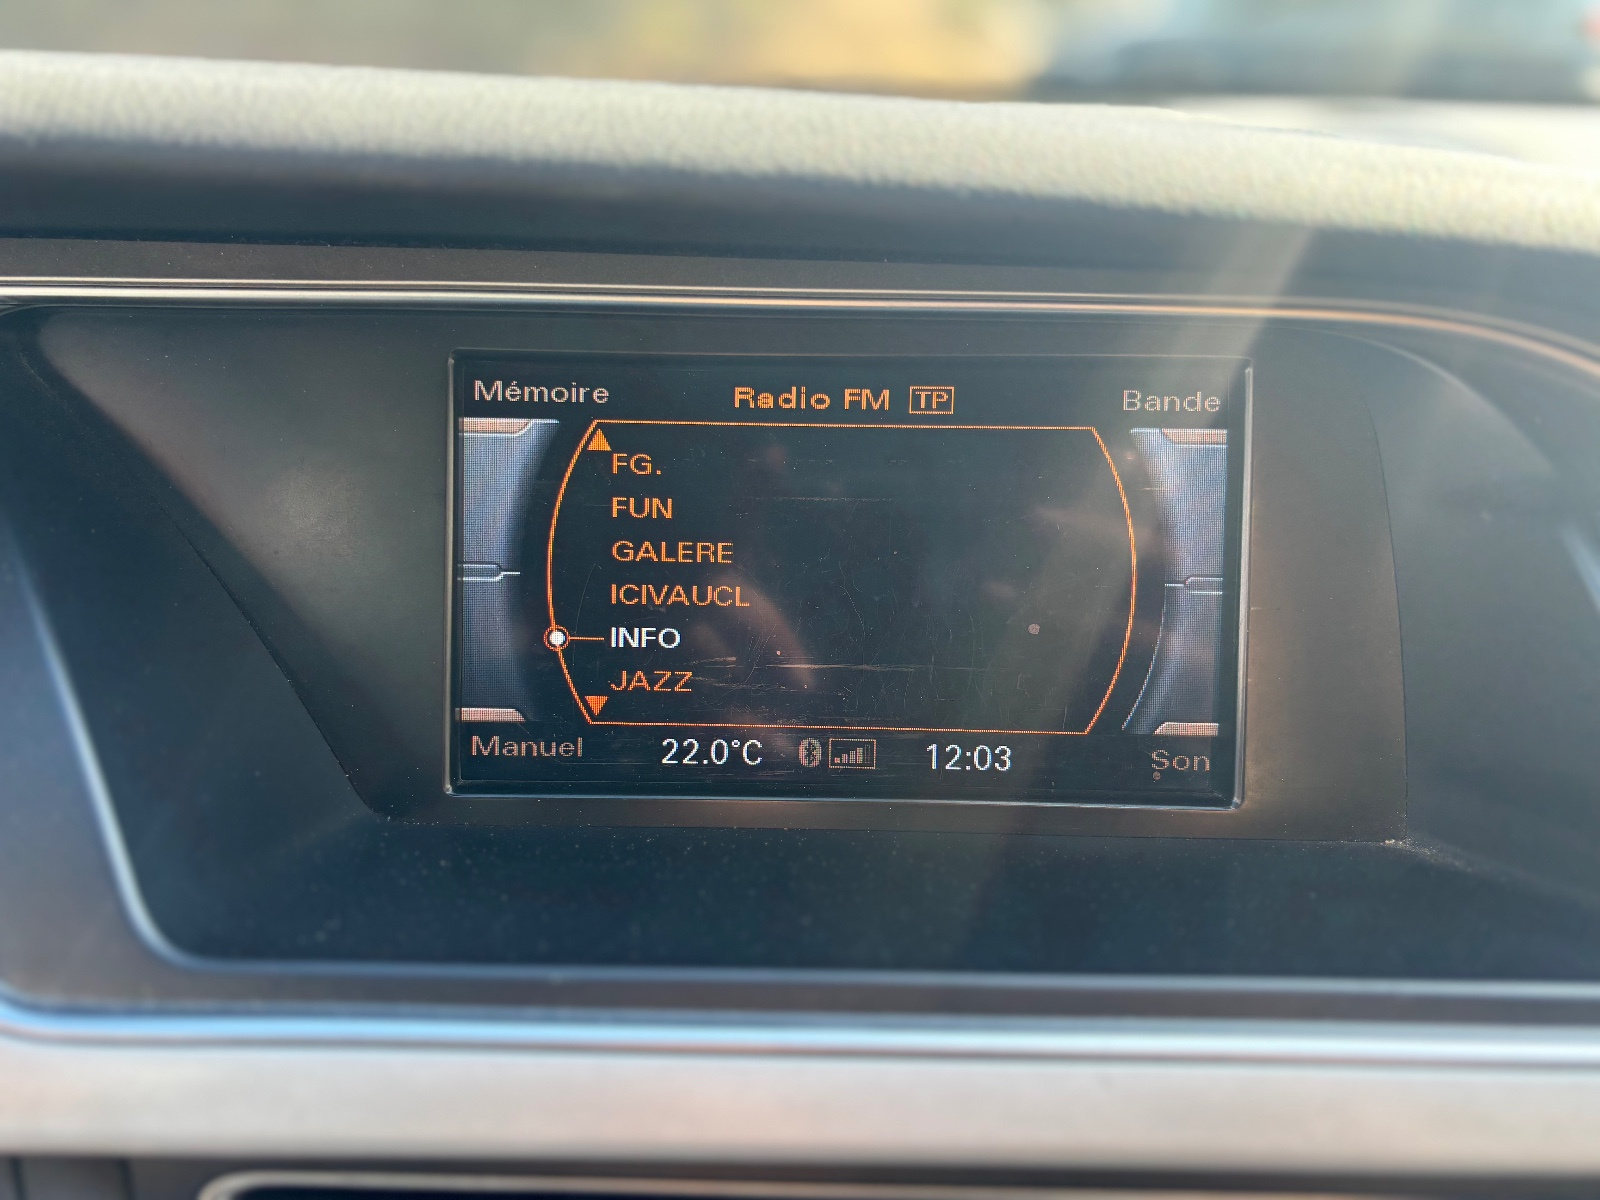 Mémoire
Radio FM TP
Bande
FG.
FUN
GALERE
ICIVAUCL
INFO
JAZZ
Manuel
22.0°C
12:03
Son